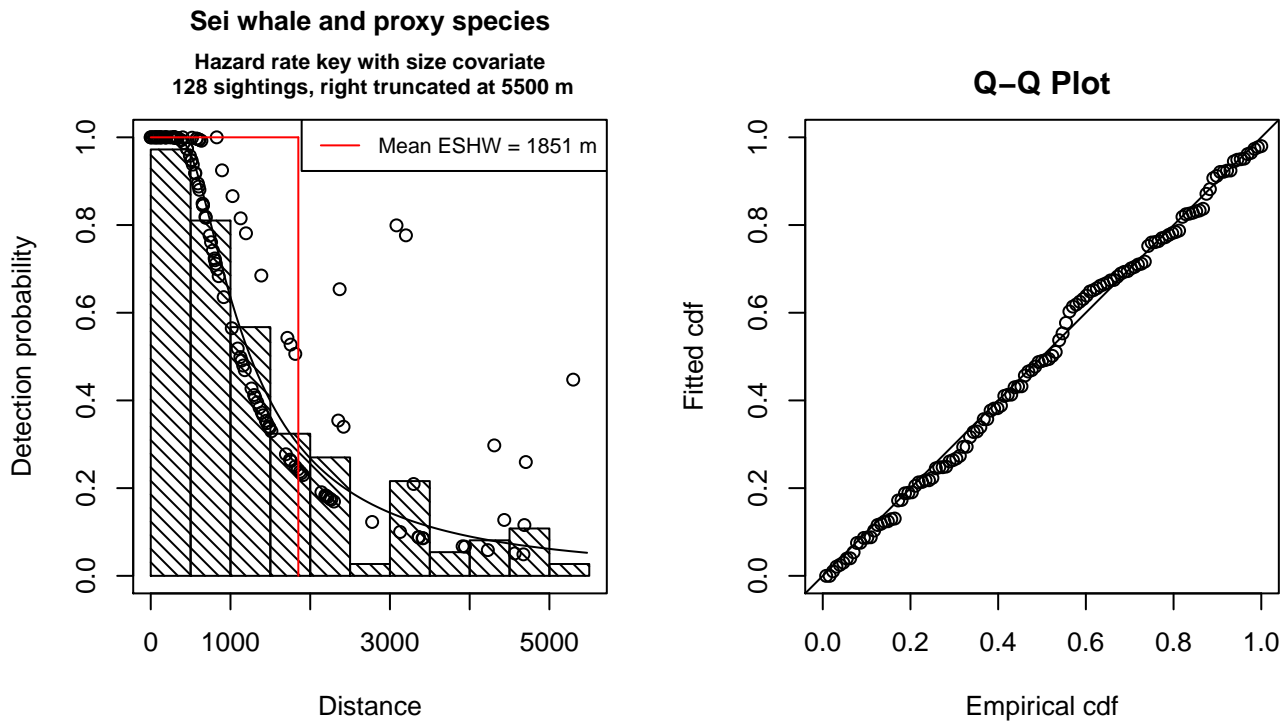 Sei whale and proxy species
Hazard rate key with size covariate
128 sightings, right truncated at 5500 m
Mean ESHW = 1851 m
Detection probability
1.0
0.8
0.6
0.4
0.2
0.0
0 1000 3000 5000
Distance
Q−Q Plot
Fitted cdf
1.0
0.8
0.6
0.4
0.2
0.0
0.0 0.2 0.4 0.6 0.8 1.0
Empirical cdf